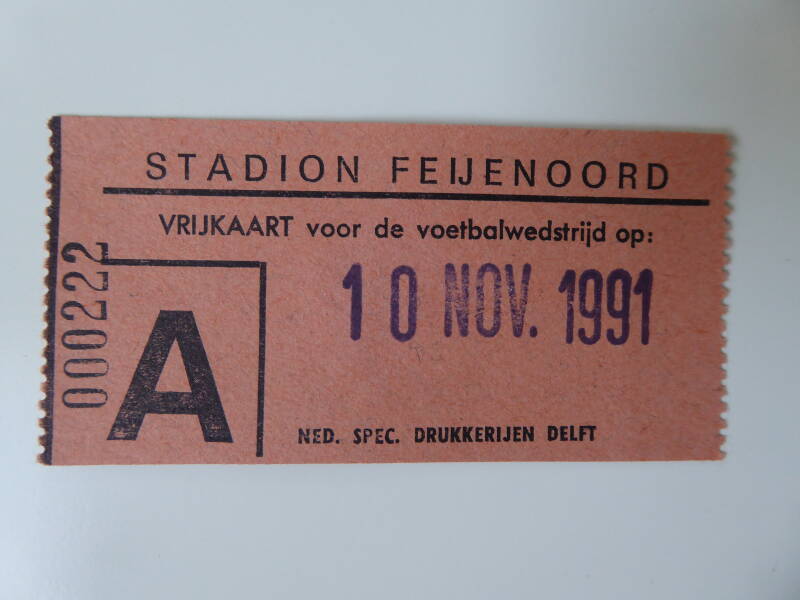 STADION FEIJENOORD
VRIJKAART voor de voetbalwedstrijd op:
10 NOV. 1991
000222
A
NED. SPEC. DRUKKERIJEN DELFT